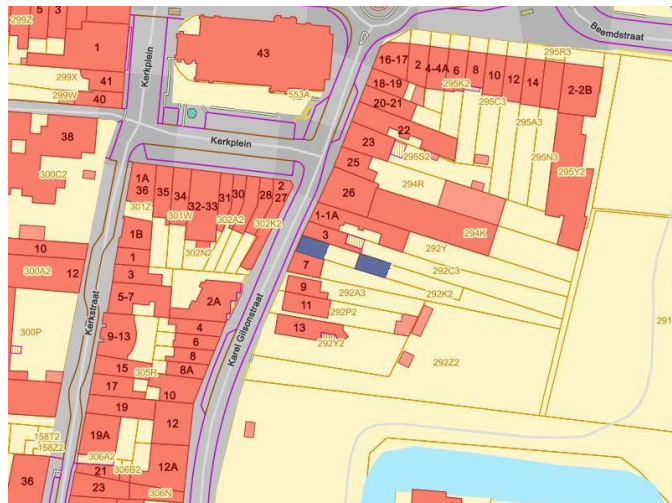 299Z
5
3
1
299X
41
299W
40
Kerkplein
43
553A
Beemdstraat
295R3
16-17
2
4-4A
6
8
10
12
14
2-2B
295K2
18-19
20-21
295C3
295A3
22
23
295S2
295N3
295Y2
25
294R
26
294K
1-1A
3
292Y
7
292C3
292A3
292K2
9
11
292P2
13
292Y2
292Z2
291
Kerkplein
38
300C2
1A
36
35
34
32-33
31
30
28
2
27
301Z
301W
302A2
302K2
302N2
1B
1
10
300A2
12
3
5-7
2A
4
6
8
8A
9-13
305R
15
17
10
19
12
300P
Kerkstraat
Karel Gilsonstraat
158T2
158Z2
19A
306A2
21
306B2
12A
36
23
306N